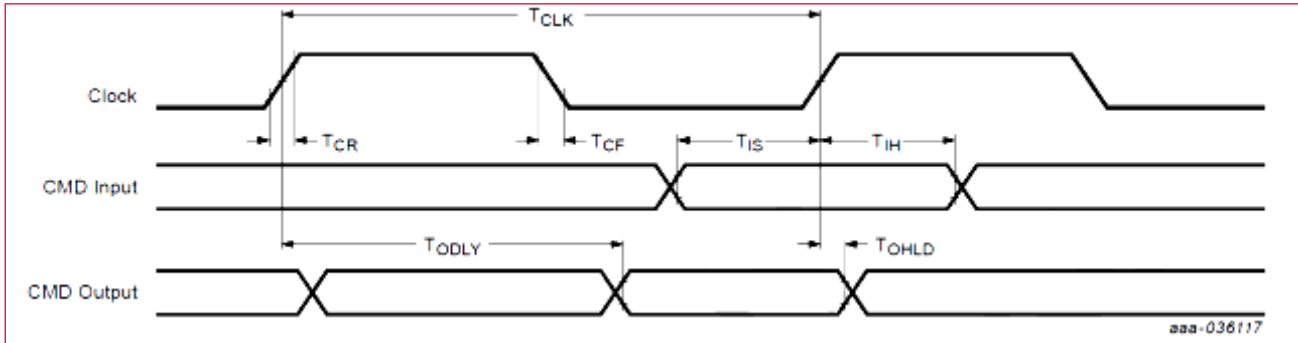 TCLK
Clock
TCR
TCF
TIS
TIH
CMD Input
TODLY
TOHLD
CMD Output
aaa-036117